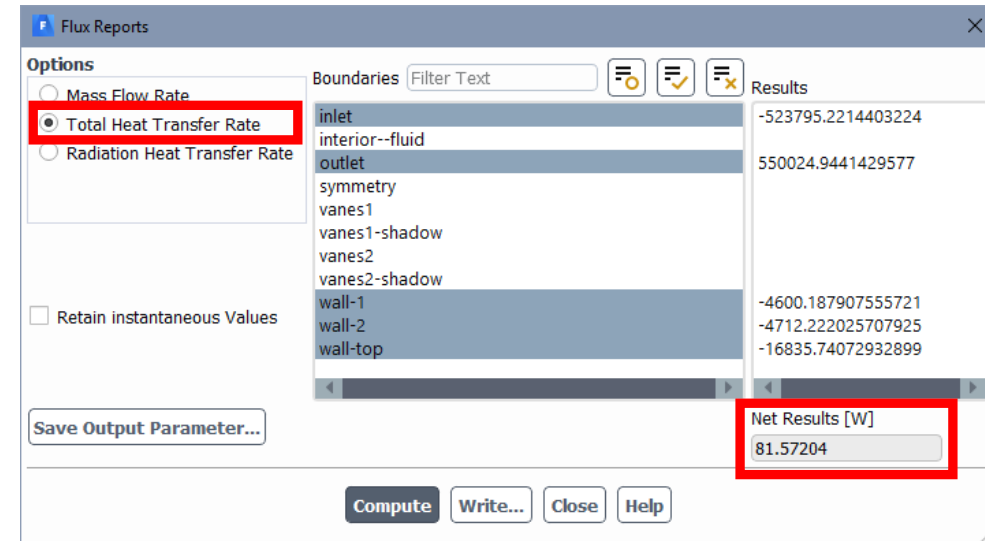 Flux Reports
Options
Mass Flow Rate
Total Heat Transfer Rate
Radiation Heat Transfer Rate
Retain instantaneous Values
Save Output Parameter...
Boundaries Filter Text
inlet
interior--fluid
outlet
symmetry
vanes1
vanes1-shadow
vanes2
vanes2-shadow
wall-1
wall-2
wall-top
Results
-523795.2214403224
550024.9441429577
-4600.187907555721
-4712.222025707925
-16835.74072932899
Net Results [W]
81.57204
Compute Write... Close Help